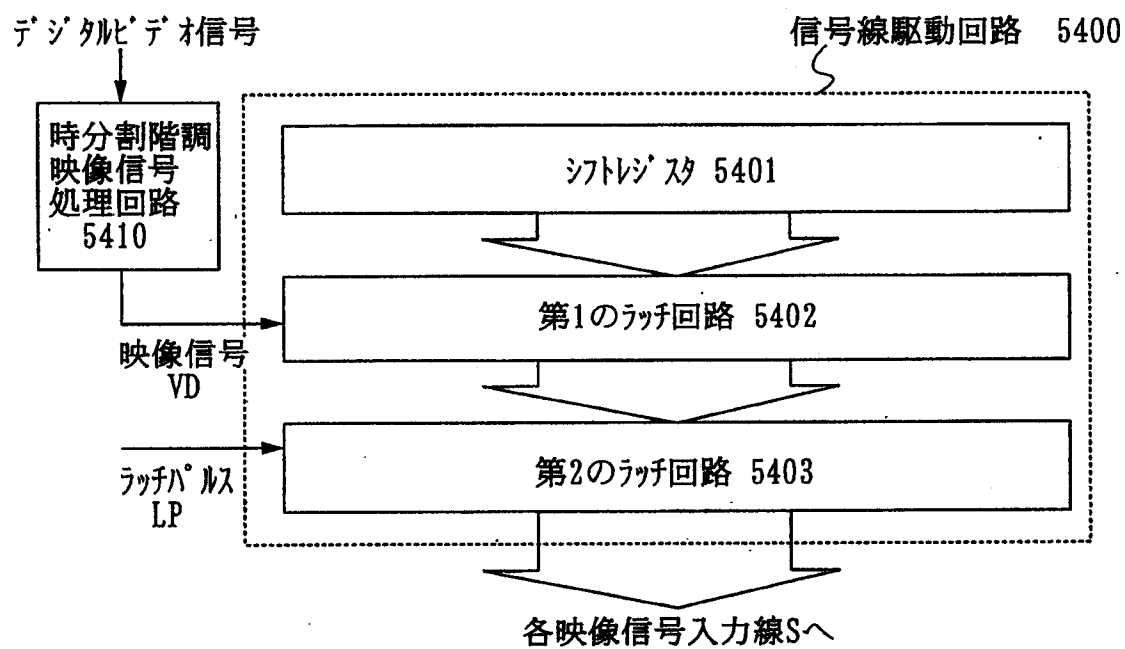 デジタルビデオ信号
信号線駆動回路 5400
時分割階調
映像信号
処理回路
5410
シフトレジスタ 5401
第1のラッチ回路 5402
映像信号
VD
第2のラッチ回路 5403
ラッチパルス
LP
各映像信号入力線Sへ